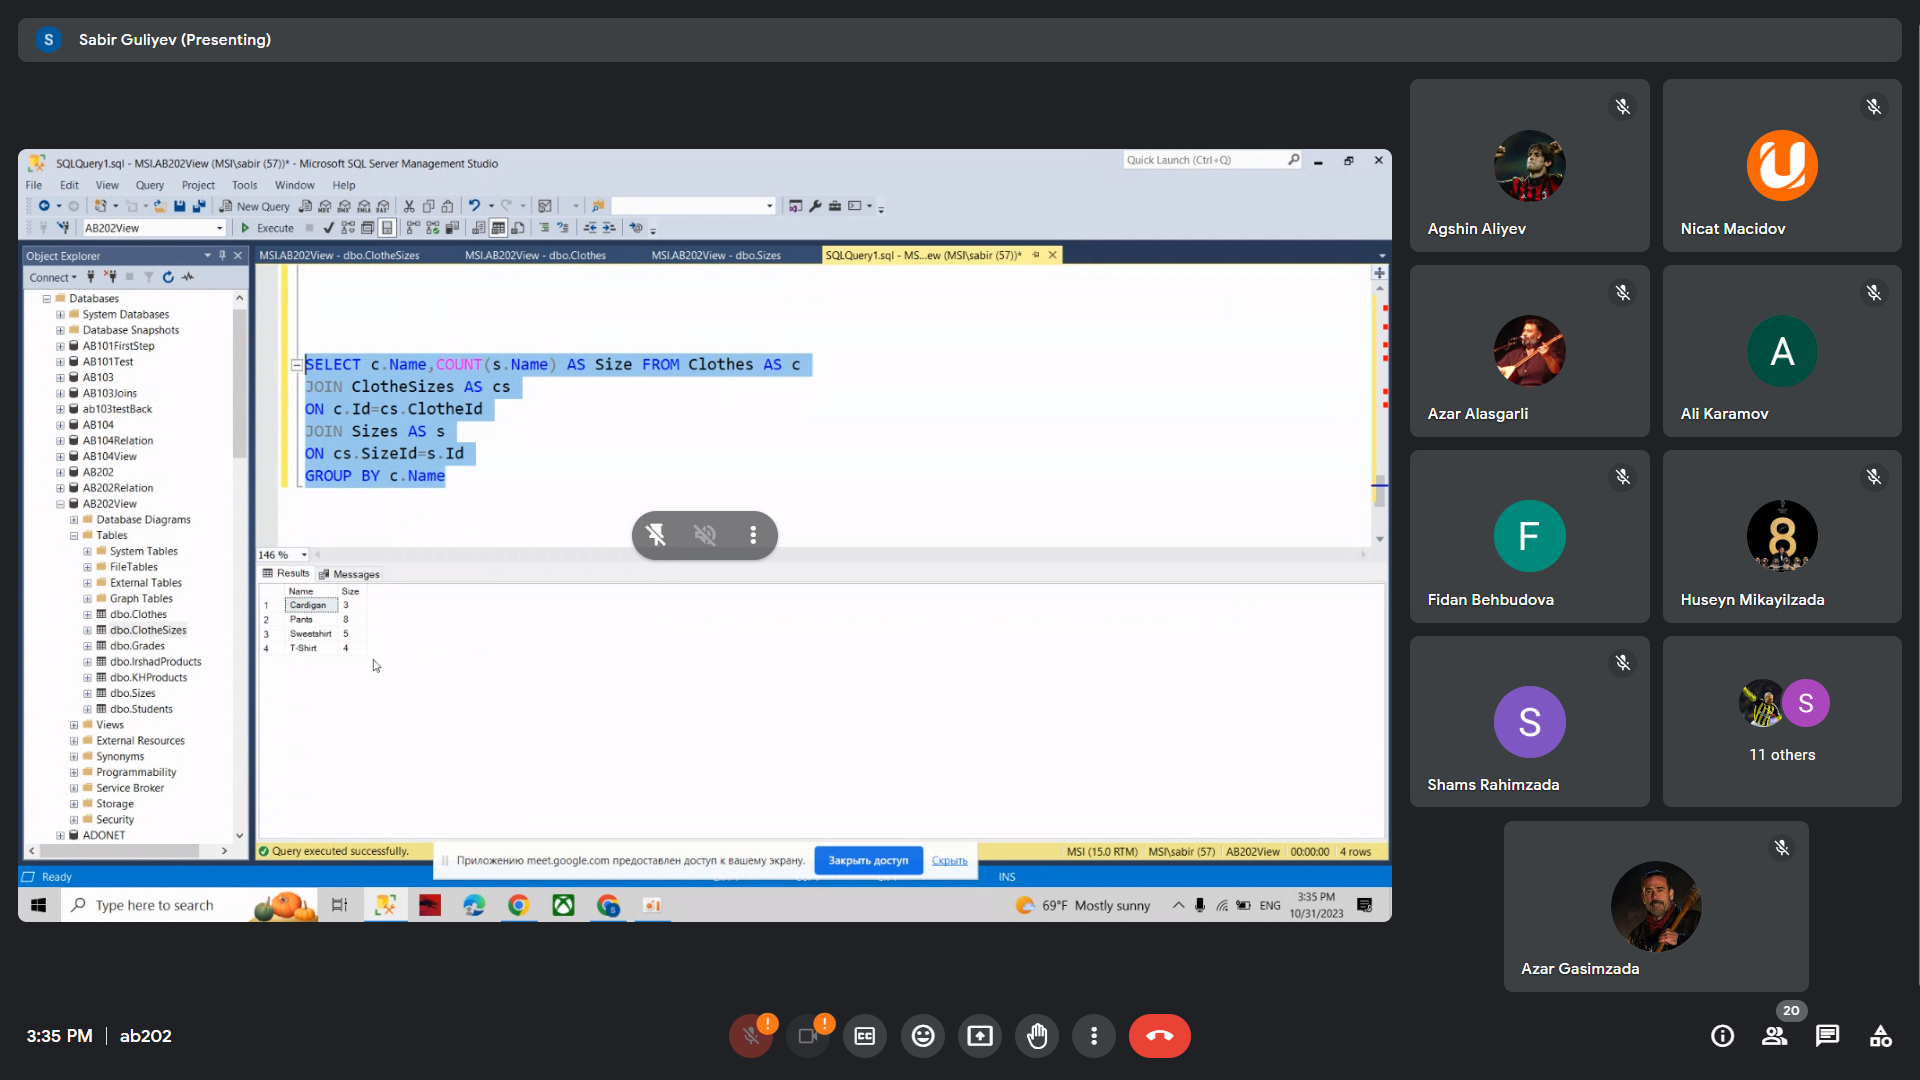 S Sabir Guliyev (Presenting)
SQLQuery1.sql - MSI.AB202View (MSI\sabir (57))* - Microsoft SQL Server Management Studio
Quick Launch (Ctrl+Q)
File Edit View Query Project Tools Window Help
New Query
AB202View
Execute
Object Explorer
MSI.AB202View - dbo.ClotheSizes
MSI.AB202View - dbo.Clothes
MSI.AB202View - dbo.Sizes
SQLQuery1.sql - MS...ew (MSI\sabir (57))*
Connect
Databases
System Databases
Database Snapshots
AB101FirstStep
AB101Test
AB103
AB103Joins
ab103testBack
AB104
AB104Relation
AB104View
AB202
AB202Relation
AB202View
Database Diagrams
Tables
System Tables
FileTables
External Tables
Graph Tables
dbo.Clothes
dbo.ClotheSizes
dbo.Grades
dbo.IrshadProducts
dbo.KHProducts
dbo.Sizes
dbo.Students
Views
External Resources
Synonyms
Programmability
Service Broker
Storage
Security
ADONET
SELECT c.Name,COUNT(s.Name) AS Size FROM Clothes AS c
JOIN ClotheSizes AS cs
ON c.Id=cs.ClotheId
JOIN Sizes AS s
ON cs.SizeId=s.Id
GROUP BY c.Name
146 %
Results Messages
Name Size
1 Cardigan 3
2 Pants 8
3 Sweetshirt 5
4 T-Shirt 4
Query executed successfully.
MSI (15.0 RTM) MSI\sabir (57) AB202View 00:00:00 4 rows
Приложению meet.google.com предоставлен доступ к вашему экрану.
Закрыть доступ
Скрыть
Ready
INS
Type here to search
69°F Mostly sunny
ENG
3:35 PM
10/31/2023
Agshin Aliyev
Nicat Macidov
Azar Alasgarli
A
Ali Karamov
F
Fidan Behbudova
8
Huseyn Mikayilzada
S
Shams Rahimzada
S
11 others
Azar Gasimzada
3:35 PM | ab202
!
!
CC
20